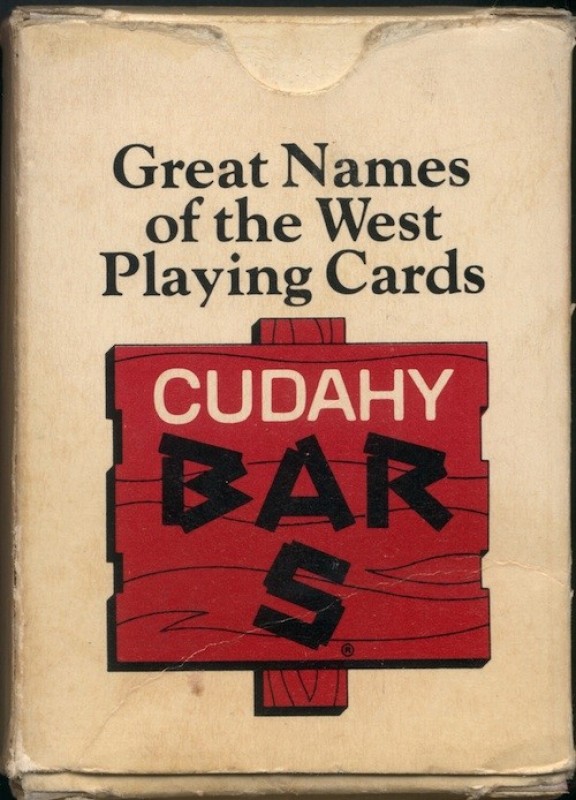 Great Names
of the West
Playing Cards
CUDAHY
BAR
S
®